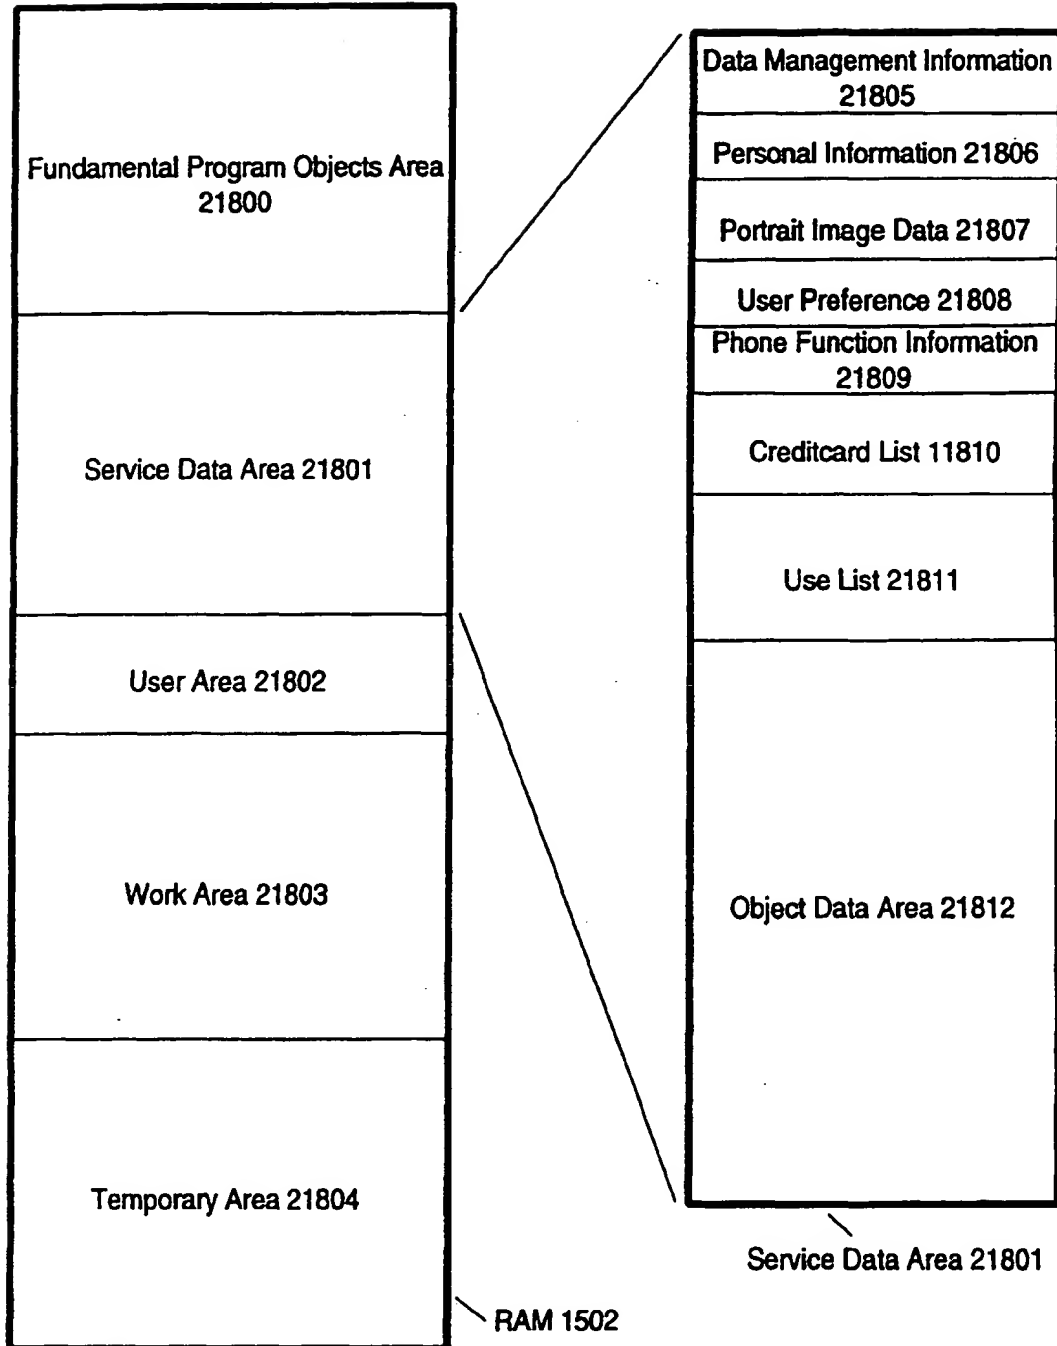 Fundamental Program Objects Area
21800
Service Data Area 21801
User Area 21802
Work Area 21803
Temporary Area 21804
RAM 1502
Data Management Information
21805
Personal Information 21806
Portrait Image Data 21807
User Preference 21808
Phone Function Information
21809
Creditcard List 11810
Use List 21811
Object Data Area 21812
Service Data Area 21801